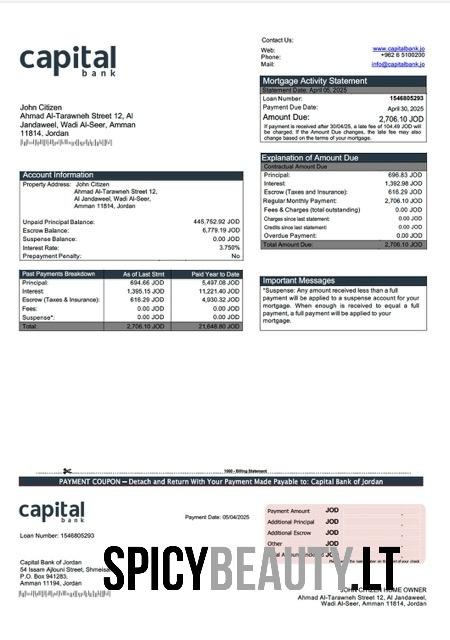 Contact Us:
capital
bank
Web: www.capitalbank.jo
Phone: +962 6 5100200
Mail: info@capitalbank.jo
Mortgage Activity Statement
Statement Date: April 05, 2025
Loan Number: 1546805293
Payment Due Date: April 30, 2025
Amount Due: 2,706.10 JOD
If payment is received after 30/04/25, a late fee of 104.49 JOD will
be charged. If the Amount Due changes, the late fee may also
change based on the terms of your mortgage.
John Citizen
Ahmad Al-Tarawneh Street 12, Al
Jandaweel, Wadi Al-Seer, Amman
11814, Jordan
Explanation of Amount Due
Contractual Amount Due
Principal: 696.83 JOD
Interest: 1,392.98 JOD
Escrow (Taxes and Insurance): 616.29 JOD
Regular Monthly Payment: 2,706.10 JOD
Fees & Charges (total outstanding) 0.00 JOD
Charges since last statement: 0.00 JOD
Credits since last statement: 0.00 JOD
Total Amount Due: 2,706.10 JOD
Account Information
Property Address: John Citizen
Ahmad Al-Tarawneh Street 12,
Al Jandaweel, Wadi Al-Seer,
Amman 11814, Jordan
Unpaid Principal Balance: 445,752.92 JOD
Escrow Balance: 6,779.19 JOD
Suspense Balance: 0.00 JOD
Interest Rate: 3.750%
Prepayment Penalty: No
Past Payments Breakdown As of Last Stmt Paid Year to Date
Principal: 694.66 JOD 5,497.08 JOD
Interest: 1,395.15 JOD 11,221.40 JOD
Escrow (Taxes & Insurance): 616.29 JOD 4,930.32 JOD
Fees: 0.00 JOD 0.00 JOD
Suspense*: 0.00 JOD 0.00 JOD
Total: 2,706.10 JOD 21,648.80 JOD
Important Messages
*Suspense: Any amount received less than a full
payment will be applied to a suspense account for your
mortgage. When enough is received to equal a full
payment, a full payment will be applied to your
mortgage.
1000 - Billing Statement
PAYMENT COUPON – Detach and Return With Your Payment Made Payable to: Capital Bank of Jordan
capital
bank
Payment Date: 05/04/2025
Loan Number: 1546805293
Payment Amount JOD
Additional Principal JOD
Additional Escrow JOD
Other JOD
JOD
Capital Bank of Jordan
54 Issam Ajlouni Street, Shmeisa
P.O. Box 941283,
Amman 11194, Jordan
SPICYBEAUTY.LT
JOHN CITIZEN HOME OWNER
Ahmad Al-Tarawneh Street 12, Al Jandaweel,
Wadi Al-Seer, Amman 11814, Jordan